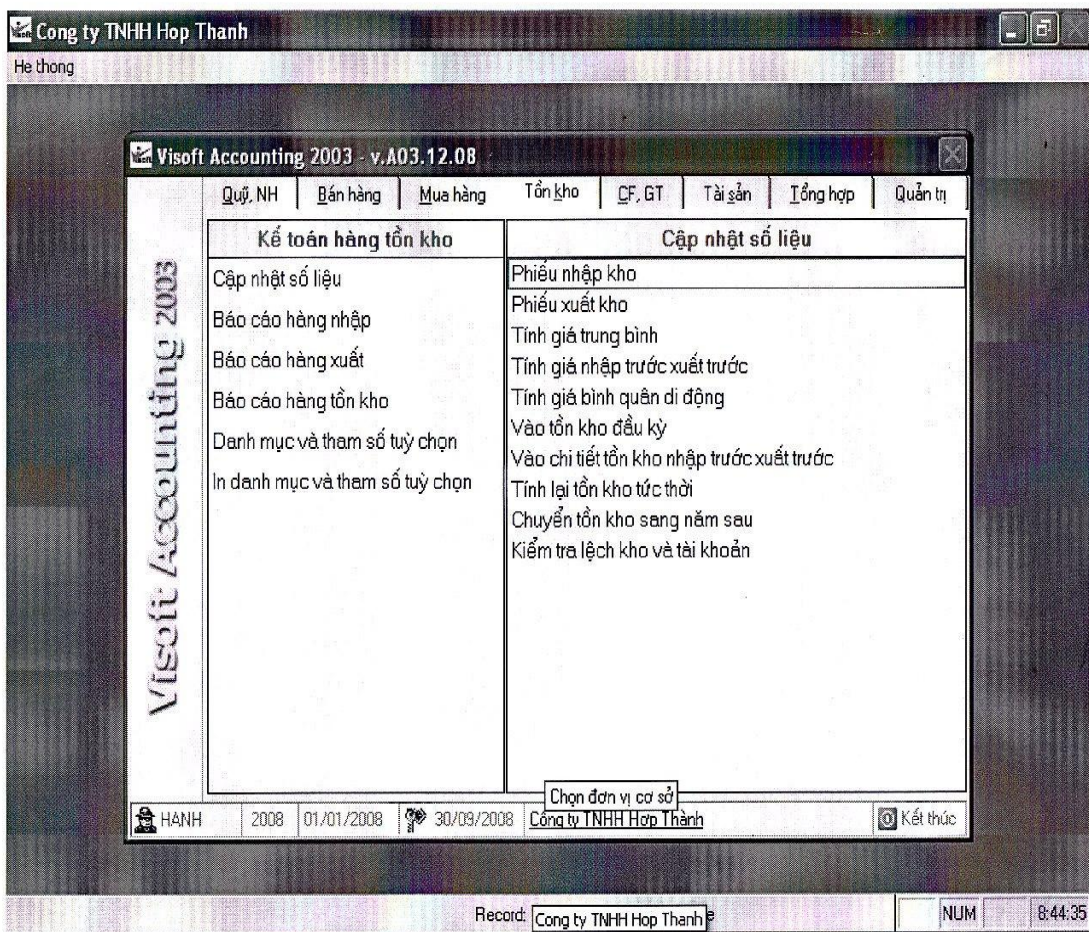 Cong ty TNHH Hop Thanh
He thong
Visoft Accounting 2003 - v.A03.12.08
Quỹ, NH Bán hàng Mua hàng Tồn kho CF, GT Tài sản Tổng hợp Quản trị
Kế toán hàng tồn kho
Cập nhật số liệu
Báo cáo hàng nhập
Báo cáo hàng xuất
Báo cáo hàng tồn kho
Danh mục và tham số tuỳ chọn
In danh mục và tham số tuỳ chọn
Cập nhật số liệu
Phiếu nhập kho
Phiếu xuất kho
Tính giá trung bình
Tính giá nhập trước xuất trước
Tính giá bình quân di động
Vào tồn kho đầu kỳ
Vào chi tiết tồn kho nhập trước xuất trước
Tính lại tồn kho tức thời
Chuyển tồn kho sang năm sau
Kiểm tra lệch kho và tài khoản
Visoft Accounting 2003
Chọn đơn vị cơ sở
HANH 2008 01/01/2008 30/09/2008 Công ty TNHH Hợp Thành Kết thúc
Record: Cong ty TNHH Hop Thanh NUM 8:44:35